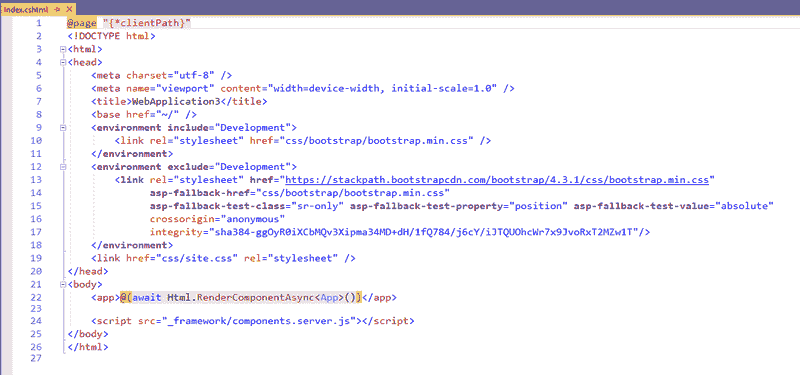 Index.cshtml
1 @page "{*clientPath}"
2 <!DOCTYPE html>
3 <html>
4 <head>
5 <meta charset="utf-8" />
6 <meta name="viewport" content="width=device-width, initial-scale=1.0" />
7 <title>WebApplication3</title>
8 <base href="~/" />
9 <environment include="Development">
10 <link rel="stylesheet" href="css/bootstrap/bootstrap.min.css" />
11 </environment>
12 <environment exclude="Development">
13 <link rel="stylesheet" href="https://stackpath.bootstrapcdn.com/bootstrap/4.3.1/css/bootstrap.min.css"
14 asp-fallback-href="css/bootstrap/bootstrap.min.css"
15 asp-fallback-test-class="sr-only" asp-fallback-test-property="position" asp-fallback-test-value="absolute"
16 crossorigin="anonymous"
17 integrity="sha384-ggOyR0iXCbMQv3Xipma34MD+dH/1fQ784/j6cY/iJTQUOhcWr7x9JvoRxT2MZw1T"/>
18 </environment>
19 <link href="css/site.css" rel="stylesheet" />
20 </head>
21 <body>
22 <app>@(await Html.RenderComponentAsync<App>())</app>
23
24 <script src="_framework/components.server.js"></script>
25 </body>
26 </html>
27